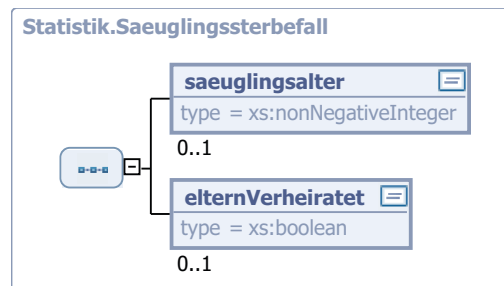 Statistik.Saeuglingssterbefall
saeuglingsalter
type = xs:nonNegativeInteger
0..1
elternVerheiratet
type = xs:boolean
0..1